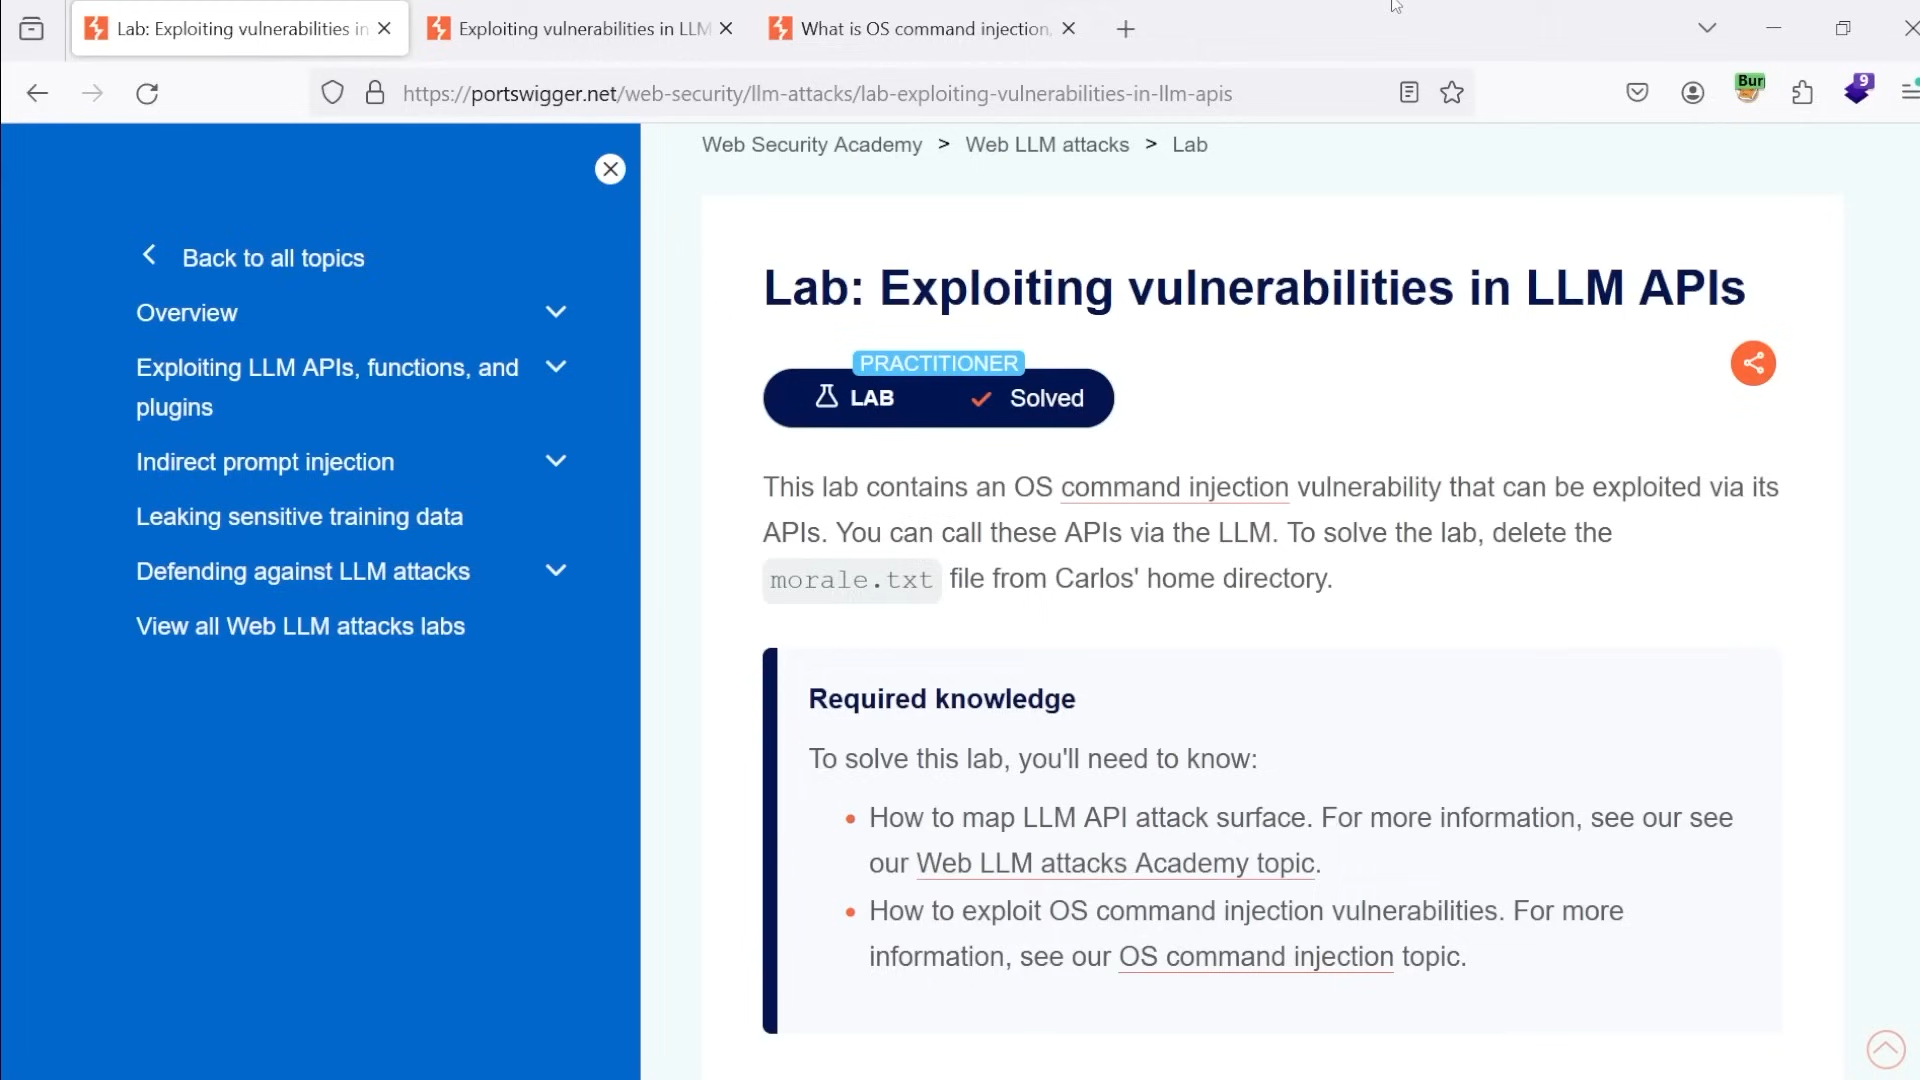 Lab: Exploiting vulnerabilities in
Exploiting vulnerabilities in LLM
What is OS command injection,
https://portswigger.net/web-security/llm-attacks/lab-exploiting-vulnerabilities-in-llm-apis
Bur
9
Web Security Academy > Web LLM attacks > Lab
Back to all topics
Overview
Exploiting LLM APIs, functions, and
plugins
Indirect prompt injection
Leaking sensitive training data
Defending against LLM attacks
View all Web LLM attacks labs
Lab: Exploiting vulnerabilities in LLM APIs
PRACTITIONER
LAB Solved
This lab contains an OS command injection vulnerability that can be exploited via its
APIs. You can call these APIs via the LLM. To solve the lab, delete the
morale.txt file from Carlos' home directory.
Required knowledge
To solve this lab, you'll need to know:
• How to map LLM API attack surface. For more information, see our see
our Web LLM attacks Academy topic.
• How to exploit OS command injection vulnerabilities. For more
information, see our OS command injection topic.